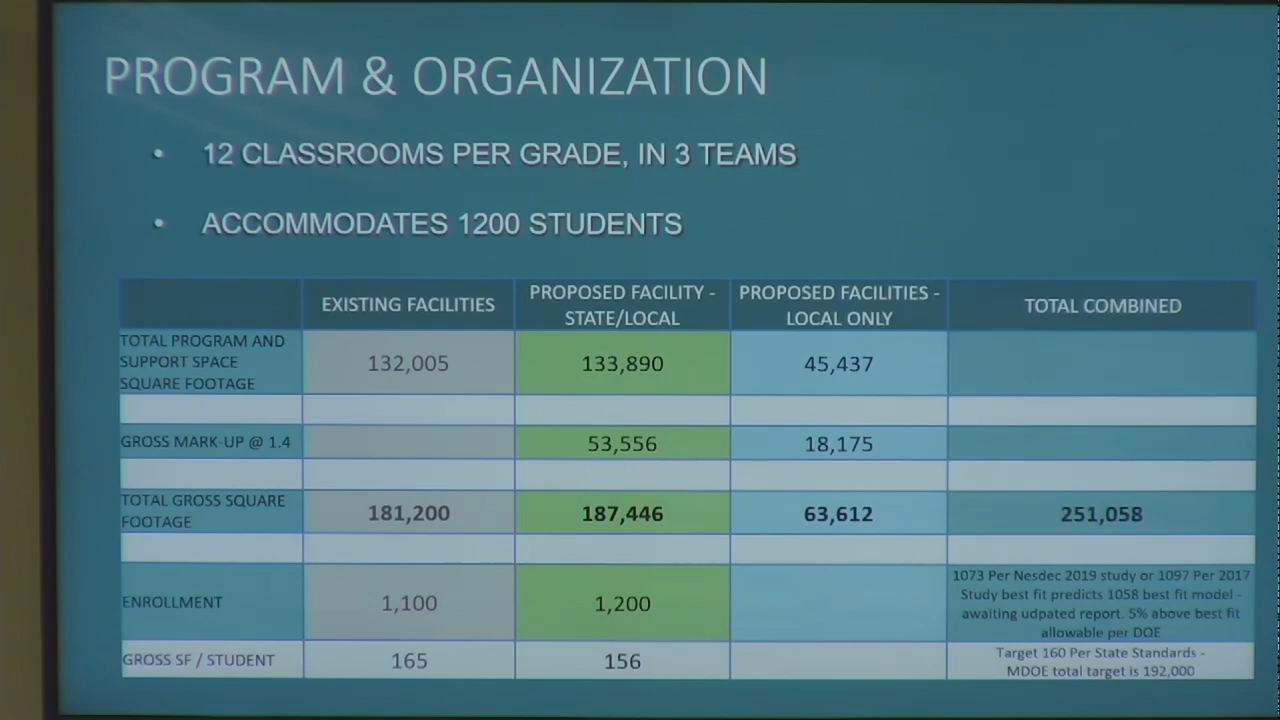 PROGRAM & ORGANIZATION
• 12 CLASSROOMS PER GRADE, IN 3 TEAMS
• ACCOMMODATES 1200 STUDENTS
EXISTING FACILITIES
PROPOSED FACILITY -
STATE/LOCAL
PROPOSED FACILITIES -
LOCAL ONLY
TOTAL COMBINED
TOTAL PROGRAM AND
SUPPORT SPACE
SQUARE FOOTAGE
132,005
133,890
45,437
GROSS MARK-UP @ 1.4
53,556
18,175
TOTAL GROSS SQUARE
FOOTAGE
181,200
187,446
63,612
251,058
ENROLLMENT
1,100
1,200
1073 Per Nesdec 2019 study or 1097 Per 2017
Study best fit predicts 1058 best fit model -
awaiting udpated report. 5% above best fit
allowable per DOE
GROSS SF / STUDENT
165
156
Target 160 Per State Standards -
MDOE total target is 192,000